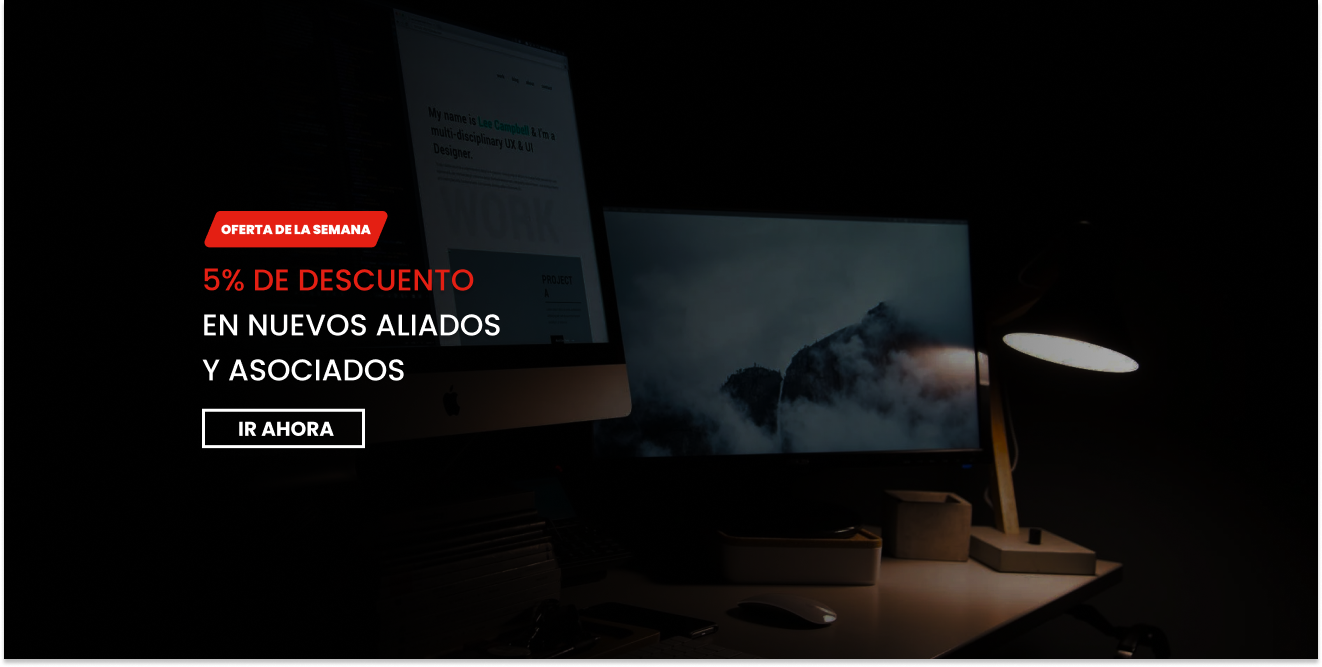 My name is Lee Campbell & I'm a
multi-disciplinary UX & UI
Designer.
WORK
PROJECT
OFERTA DE LA SEMANA
5% DE DESCUENTO
EN NUEVOS ALIADOS
Y ASOCIADOS
IR AHORA